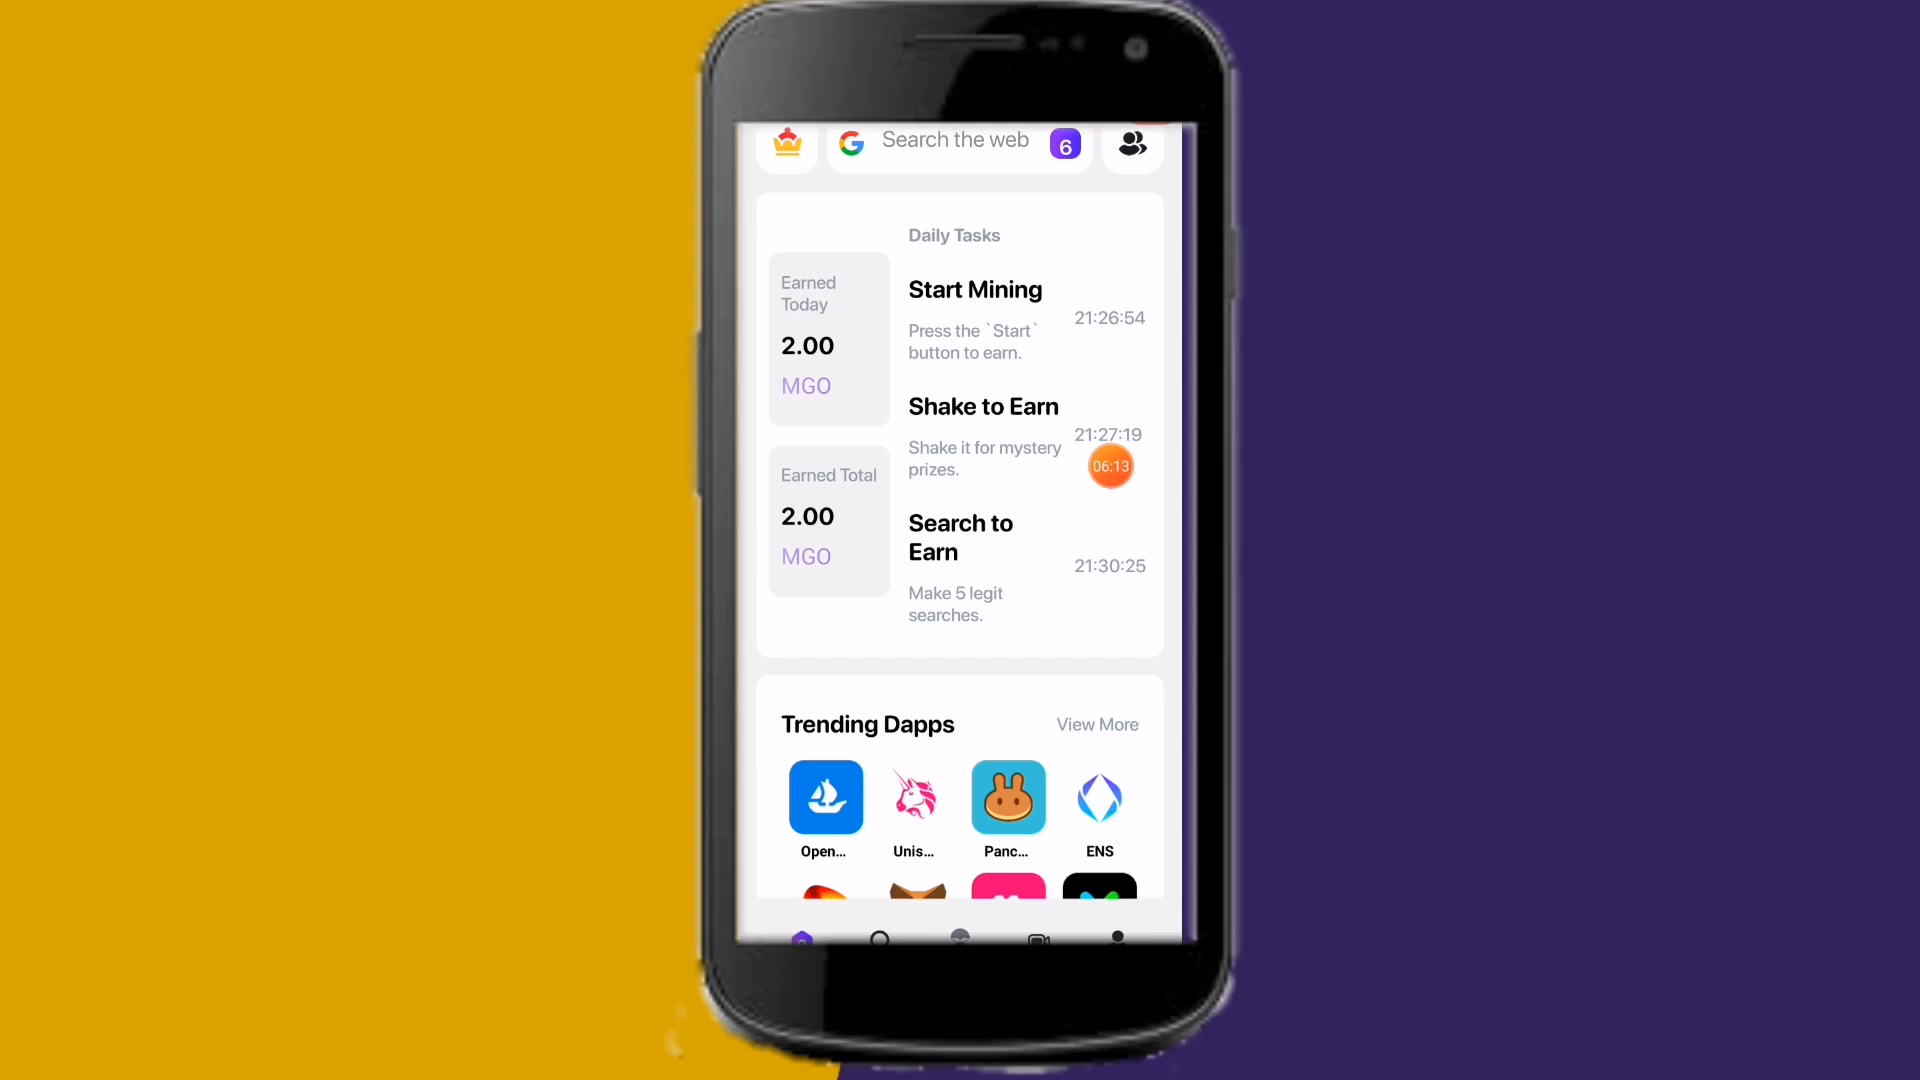 Search the web
6
Daily Tasks
Earned
Today
2.00
MGO
Start Mining
Press the `Start`
button to earn.
21:26:54
Shake to Earn
Shake it for mystery
prizes.
21:27:19
06:13
Earned Total
2.00
MGO
Search to
Earn
Make 5 legit
searches.
21:30:25
Trending Dapps
View More
Open...
Unis...
Panc...
ENS